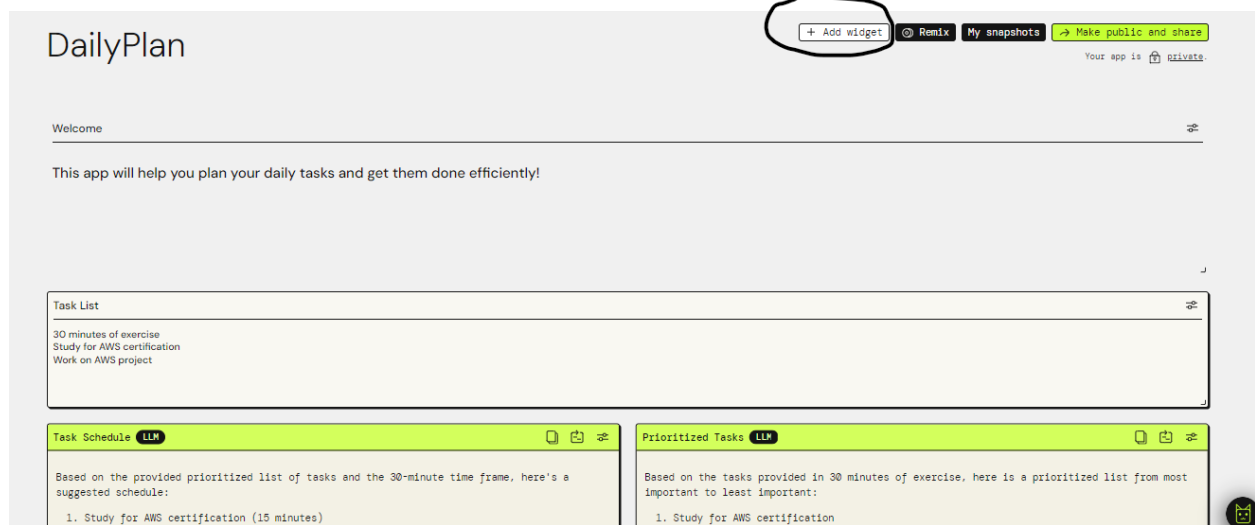 DailyPlan
+ Add widget
Remix
My snapshots
→ Make public and share
Your app is private.
Welcome
This app will help you plan your daily tasks and get them done efficiently!
Task List
30 minutes of exercise
Study for AWS certification
Work on AWS project
Task Schedule LLM
Based on the provided prioritized list of tasks and the 30-minute time frame, here's a
suggested schedule:
1. Study for AWS certification (15 minutes)
Prioritized Tasks LLM
Based on the tasks provided in 30 minutes of exercise, here is a prioritized list from most
important to least important:
1. Study for AWS certification